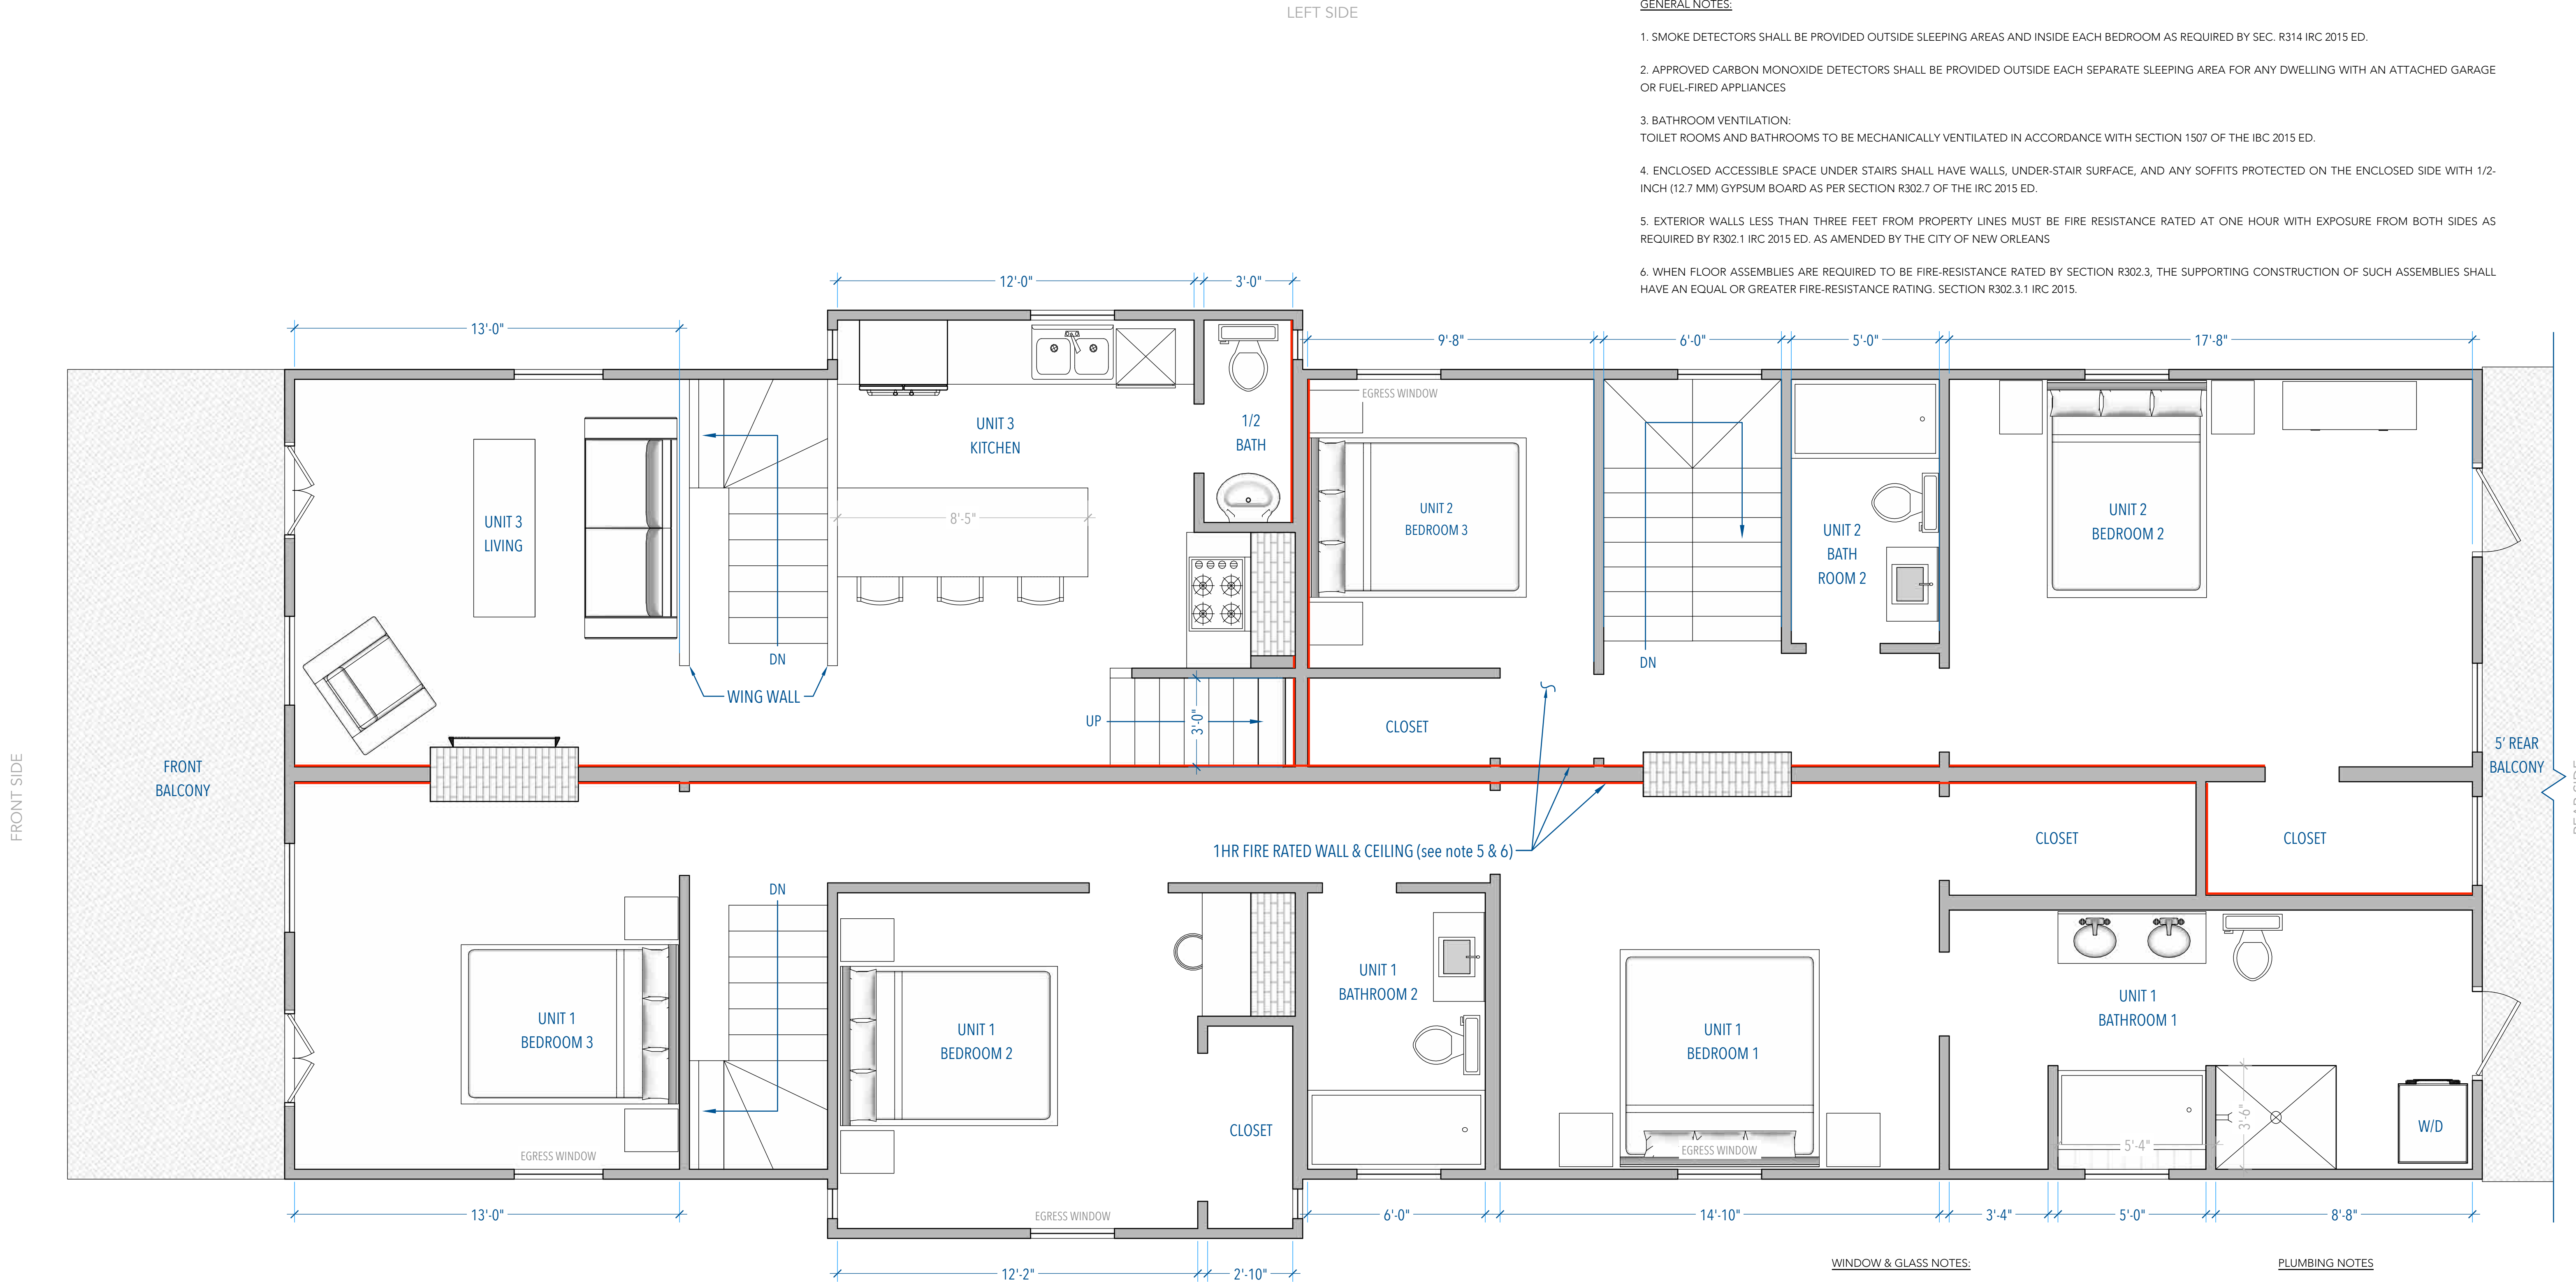 LEFT SIDE
GENERAL NOTES:
1. SMOKE DETECTORS SHALL BE PROVIDED OUTSIDE SLEEPING AREAS AND INSIDE EACH BEDROOM AS REQUIRED BY SEC. R314 IRC 2015 ED.
2. APPROVED CARBON MONOXIDE DETECTORS SHALL BE PROVIDED OUTSIDE EACH SEPARATE SLEEPING AREA FOR ANY DWELLING WITH AN ATTACHED GARAGE
OR FUEL-FIRED APPLIANCES
3. BATHROOM VENTILATION:
TOILET ROOMS AND BATHROOMS TO BE MECHANICALLY VENTILATED IN ACCORDANCE WITH SECTION 1507 OF THE IBC 2015 ED.
4. ENCLOSED ACCESSIBLE SPACE UNDER STAIRS SHALL HAVE WALLS, UNDER-STAIR SURFACE, AND ANY SOFFITS PROTECTED ON THE ENCLOSED SIDE WITH 1/2-
INCH (12.7 MM) GYPSUM BOARD AS PER SECTION R302.7 OF THE IRC 2015 ED.
5. EXTERIOR WALLS LESS THAN THREE FEET FROM PROPERTY LINES MUST BE FIRE RESISTANCE RATED AT ONE HOUR WITH EXPOSURE FROM BOTH SIDES AS
REQUIRED BY R302.1 IRC 2015 ED. AS AMENDED BY THE CITY OF NEW ORLEANS
6. WHEN FLOOR ASSEMBLIES ARE REQUIRED TO BE FIRE-RESISTANCE RATED BY SECTION R302.3, THE SUPPORTING CONSTRUCTION OF SUCH ASSEMBLIES SHALL
HAVE AN EQUAL OR GREATER FIRE-RESISTANCE RATING. SECTION R302.3.1 IRC 2015.
12'-0"
3'-0"
13'-0"
9'-8"
6'-0"
5'-0"
17'-8"
EGRESS WINDOW
UNIT 3
KITCHEN
1/2
BATH
UNIT 3
LIVING
8'-5"
UNIT 2
BEDROOM 3
UNIT 2
BATH
ROOM 2
UNIT 2
BEDROOM 2
DN
DN
WING WALL
UP
3'-0"
CLOSET
FRONT SIDE
FRONT
BALCONY
5' REAR
BALCONY
REAR SIDE
1HR FIRE RATED WALL & CEILING (see note 5 & 6)
CLOSET
CLOSET
DN
UNIT 1
BEDROOM 3
UNIT 1
BEDROOM 2
UNIT 1
BATHROOM 2
UNIT 1
BEDROOM 1
UNIT 1
BATHROOM 1
CLOSET
3'-6"
W/D
5'-4"
EGRESS WINDOW
EGRESS WINDOW
EGRESS WINDOW
13'-0"
6'-0"
14'-10"
3'-4"
5'-0"
8'-8"
12'-2"
2'-10"
WINDOW & GLASS NOTES:
PLUMBING NOTES